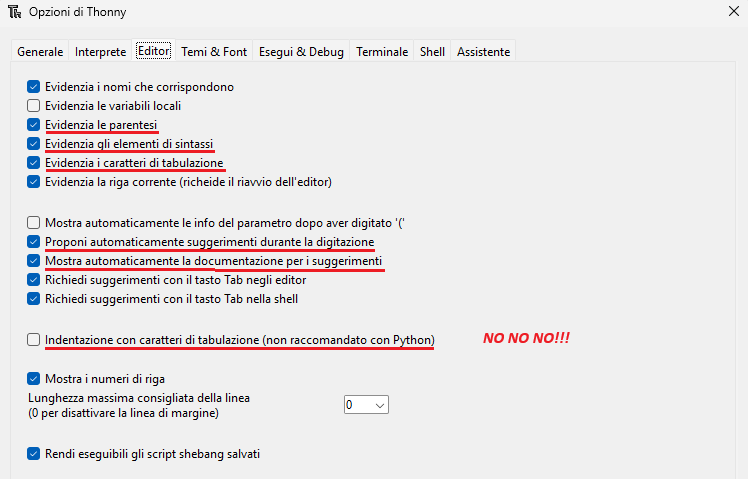 Opzioni di Thonny
Generale Interprete Editor Temi & Font Esegui & Debug Terminale Shell Assistente
Evidenzia i nomi che corrispondono
Evidenzia le variabili locali
Evidenzia le parentesi
Evidenzia gli elementi di sintassi
Evidenzia i caratteri di tabulazione
Evidenzia la riga corrente (richeide il riavvio dell'editor)
Mostra automaticamente le info del parametro dopo aver digitato '('
Proponi automaticamente suggerimenti durante la digitazione
Mostra automaticamente la documentazione per i suggerimenti
Richiedi suggerimenti con il tasto Tab negli editor
Richiedi suggerimenti con il tasto Tab nella shell
Indentazione con caratteri di tabulazione (non raccomandato con Python) NO NO NO!!!
Mostra i numeri di riga
Lunghezza massima consigliata della linea
(0 per disattivare la linea di margine) 0
Rendi eseguibili gli script shebang salvati